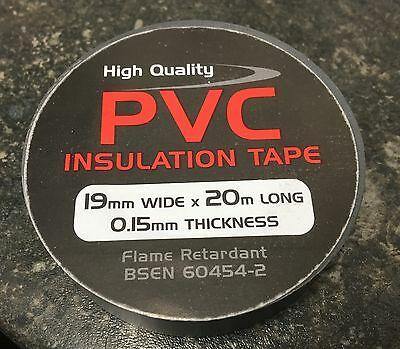 High Quality
PVC
INSULATION TAPE
19mm WIDE x 20m LONG
0.15mm THICKNESS
Flame Retardant
BSEN 60454-2